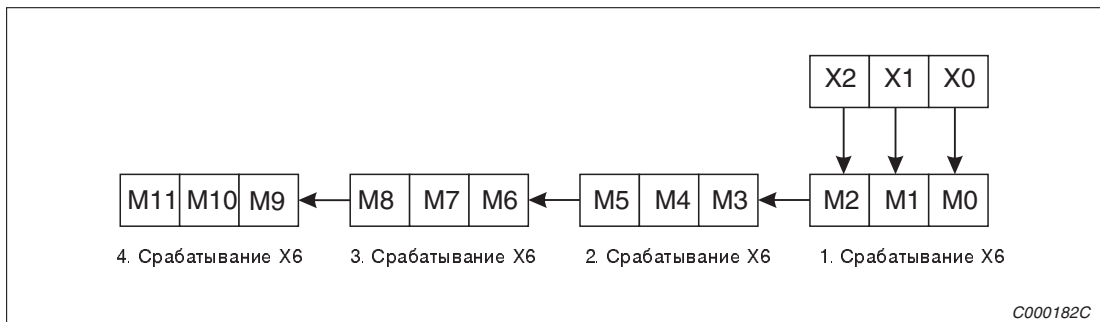 X2 X1 X0
M11 M10 M9 M8 M7 M6 M5 M4 M3 M2 M1 M0
4. Срабатывание X6 3. Срабатывание X6 2. Срабатывание X6 1. Срабатывание X6
C000182C